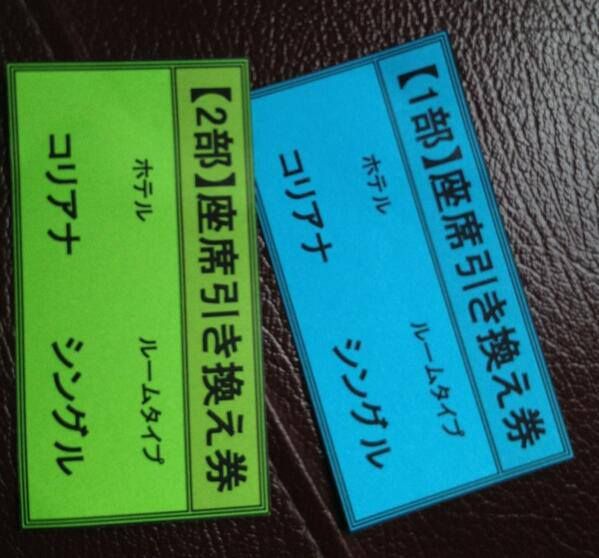 【2部】座席引き換え券
ホテル
ルームタイプ
コリアナ
シングル
【1部】座席引き換え券
ホテル
ルームタイプ
コリアナ
シングル